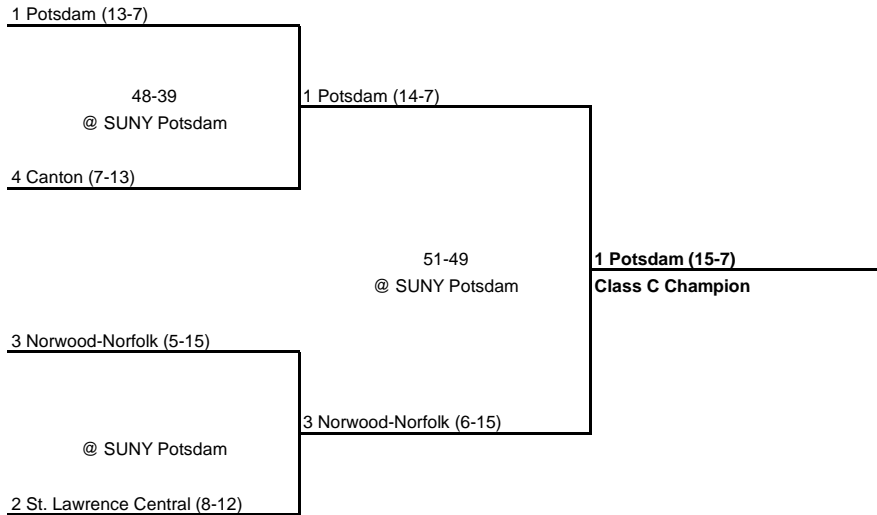 1 Potsdam (13-7)
48-39
@ SUNY Potsdam
1 Potsdam (14-7)
4 Canton (7-13)
51-49
@ SUNY Potsdam
1 Potsdam (15-7)
Class C Champion
3 Norwood-Norfolk (5-15)
@ SUNY Potsdam
3 Norwood-Norfolk (6-15)
2 St. Lawrence Central (8-12)